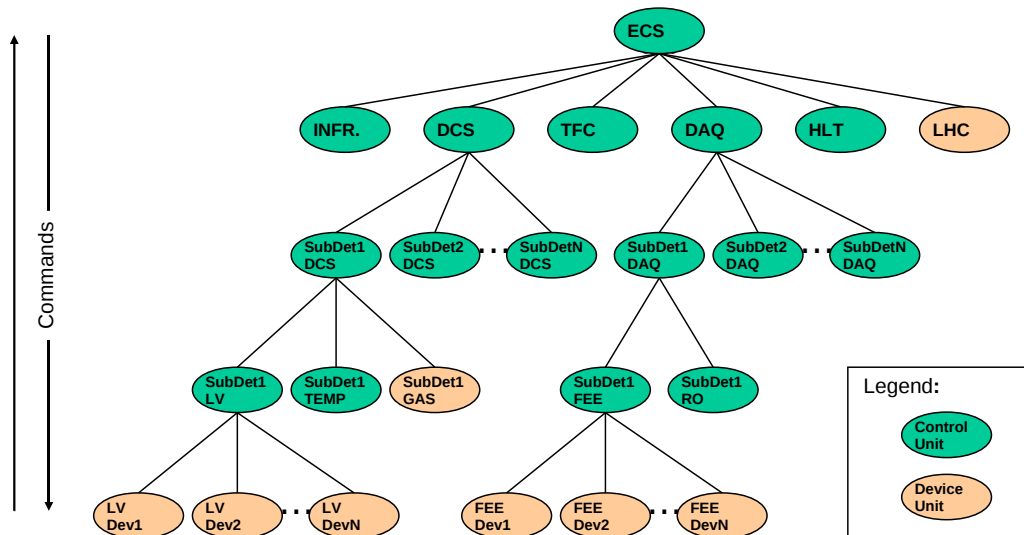 ECS
INFR.
DCS
TFC
DAQ
HLT
LHC
Commands
SubDet1
DCS
SubDet2
DCS
...
SubDetN
DCS
SubDet1
DAQ
SubDet2
DAQ
...
SubDetN
DAQ
SubDet1
LV
SubDet1
TEMP
SubDet1
GAS
SubDet1
FEE
SubDet1
RO
Legend:
Control
Unit
Device
Unit
LV
Dev1
LV
Dev2
...
LV
DevN
FEE
Dev1
FEE
Dev2
...
FEE
DevN